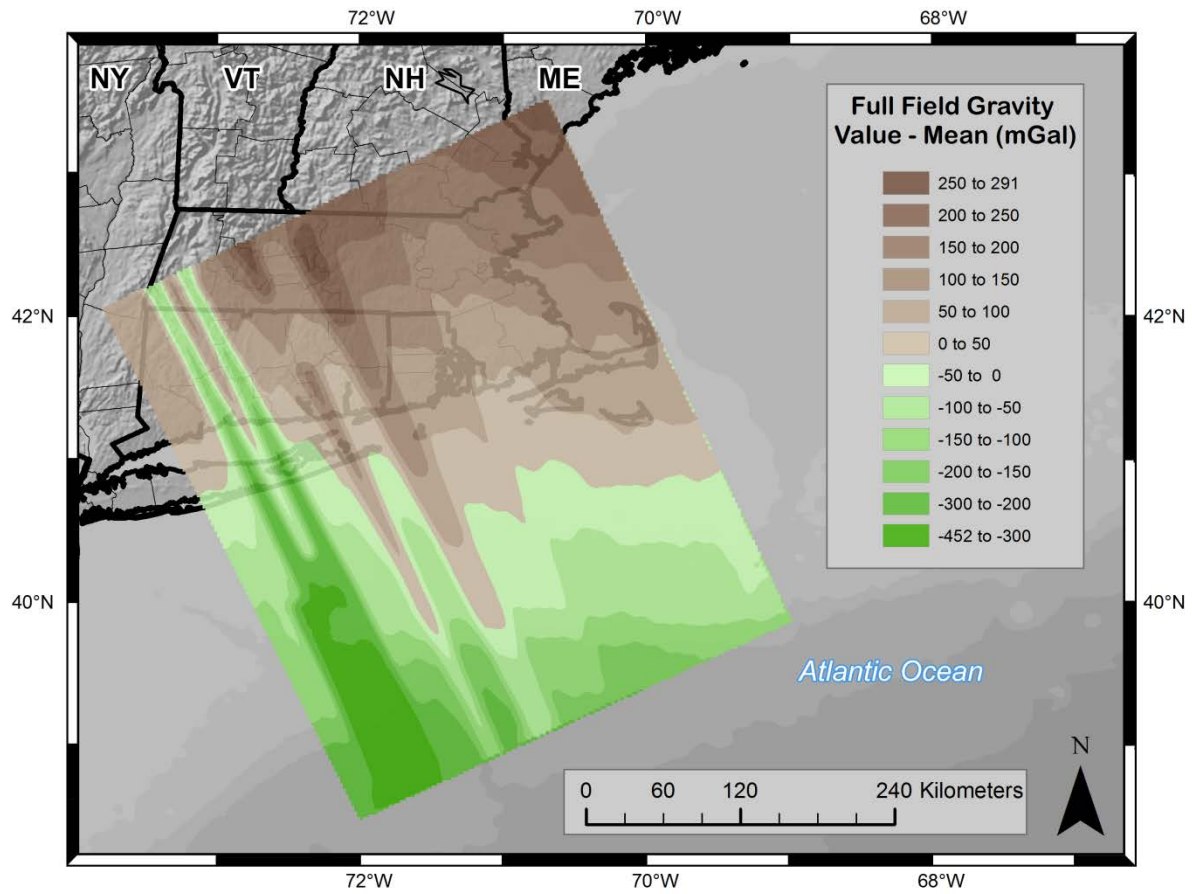 72°W 70°W 68°W
NY VT NH ME
Full Field Gravity
Value - Mean (mGal)
250 to 291
200 to 250
150 to 200
100 to 150
50 to 100
0 to 50
-50 to 0
-100 to -50
-150 to -100
-200 to -150
-300 to -200
-452 to -300
42°N 42°N
40°N 40°N
Atlantic Ocean
N
0 60 120 240 Kilometers
72°W 70°W 68°W